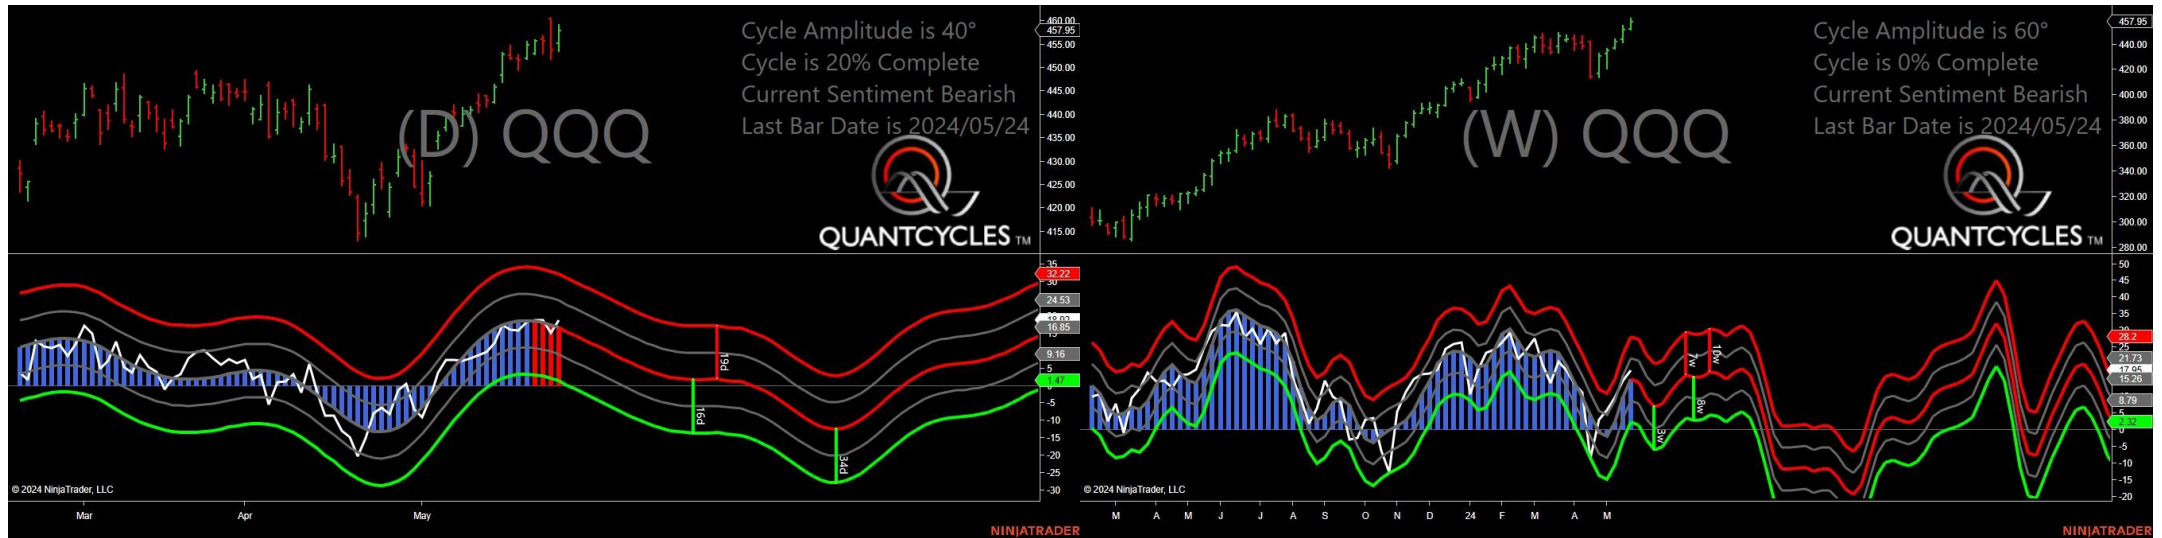 Cycle Amplitude is 40°
Cycle is 20% Complete
Current Sentiment Bearish
Last Bar Date is 2024/05/24
(D) QQQ
QUANTCYCLES TM
460.00
457.95
455.00
450.00
445.00
440.00
435.00
430.00
425.00
420.00
415.00
35
32.22
30
24.53
16.85
9.16
5
1.47
-5
-10
-15
-20
-25
-30
19d
16d
34d
© 2024 NinjaTrader, LLC
Mar
Apr
May
NINJATRADER
Cycle Amplitude is 60°
Cycle is 0% Complete
Current Sentiment Bearish
Last Bar Date is 2024/05/24
(W) QQQ
QUANTCYCLES TM
457.95
440.00
420.00
400.00
380.00
360.00
340.00
320.00
300.00
280.00
50
45
40
35
28.2
25
21.73
17.95
15.26
8.79
2.32
-5
-10
-15
-20
7w
10w
8w
3w
© 2024 NinjaTrader, LLC
M A M J J A S O N D 24 F M A M
NINJATRADER